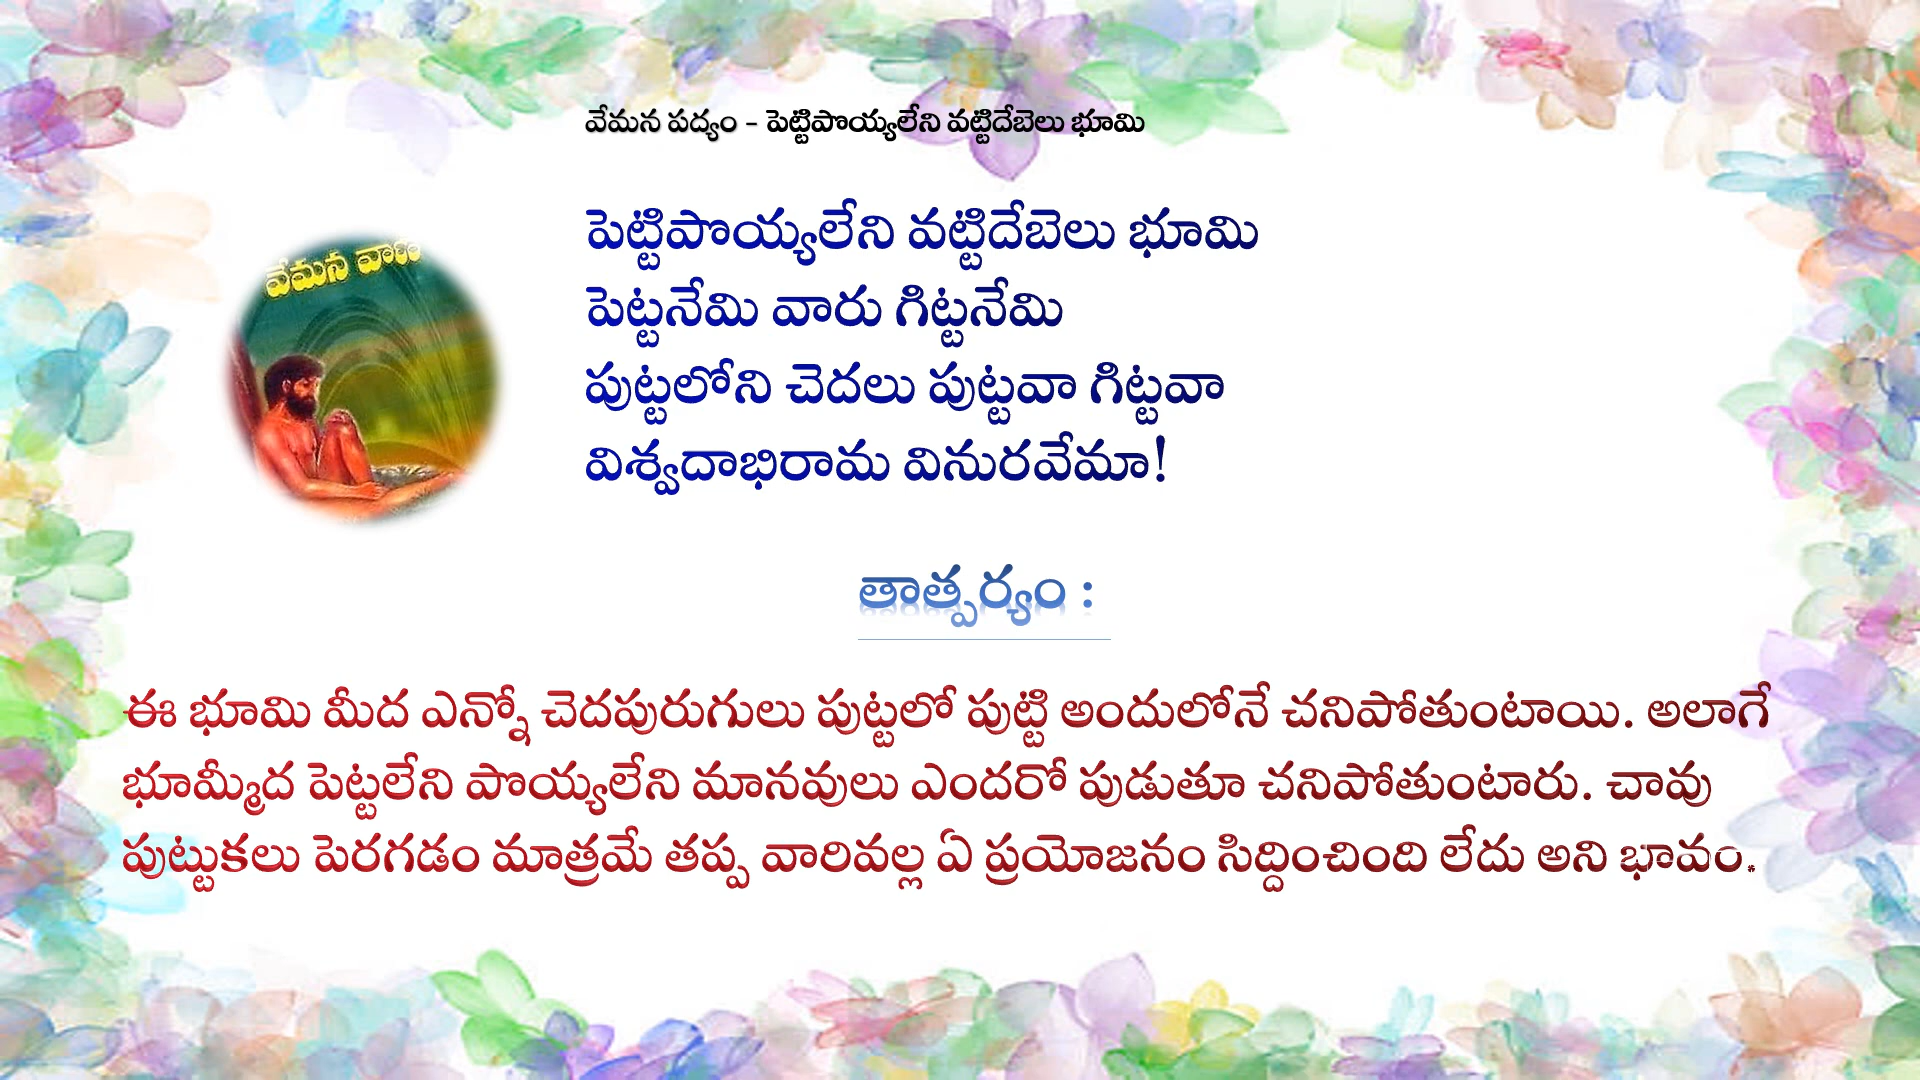 వేమన పద్యం - పెట్టిపొయ్యలేని వట్టిదేబెలు భూమి
వేమన వాణి
పెట్టిపొయ్యలేని వట్టిదేబెలు భూమి
పెట్టనేమి వారు గిట్టనేమి
పుట్టలోని చెదలు పుట్టవా గిట్టవా
విశ్వదాభిరామ వినురవేమా!
తాత్పర్యం :
ఈ భూమి మీద ఎన్నో చెదపురుగులు పుట్టలో పుట్టి అందులోనే చనిపోతుంటాయి. అలాగే
భూమ్మీద పెట్టలేని పొయ్యలేని మానవులు ఎందరో పుడుతూ చనిపోతుంటారు. చావు
పుట్టుకలు పెరగడం మాత్రమే తప్ప వారివల్ల ఏ ప్రయోజనం సిద్దించింది లేదు అని భావం.